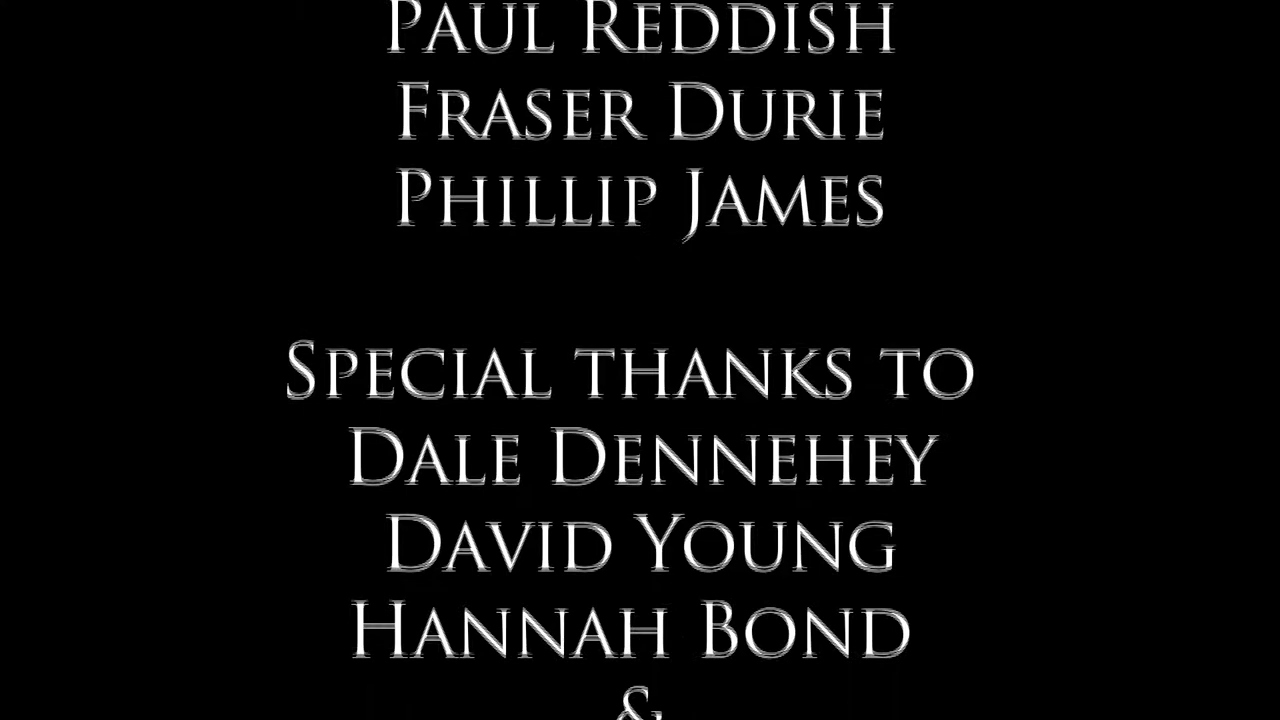 Paul Reddish
Fraser Durie
Phillip James
Special thanks to
Dale Dennehey
David Young
Hannah Bond
&